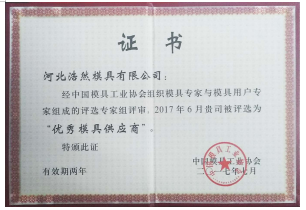 证书
河北浩然模具有限公司：
经中国模具工业协会组织模具专家与模具用户专
家组成的评选专家组评审，2017年6月贵司被评选为
“优秀模具供应商”。
特颁此证
中国模具工业协会
有效期两年
二〇一七年七月